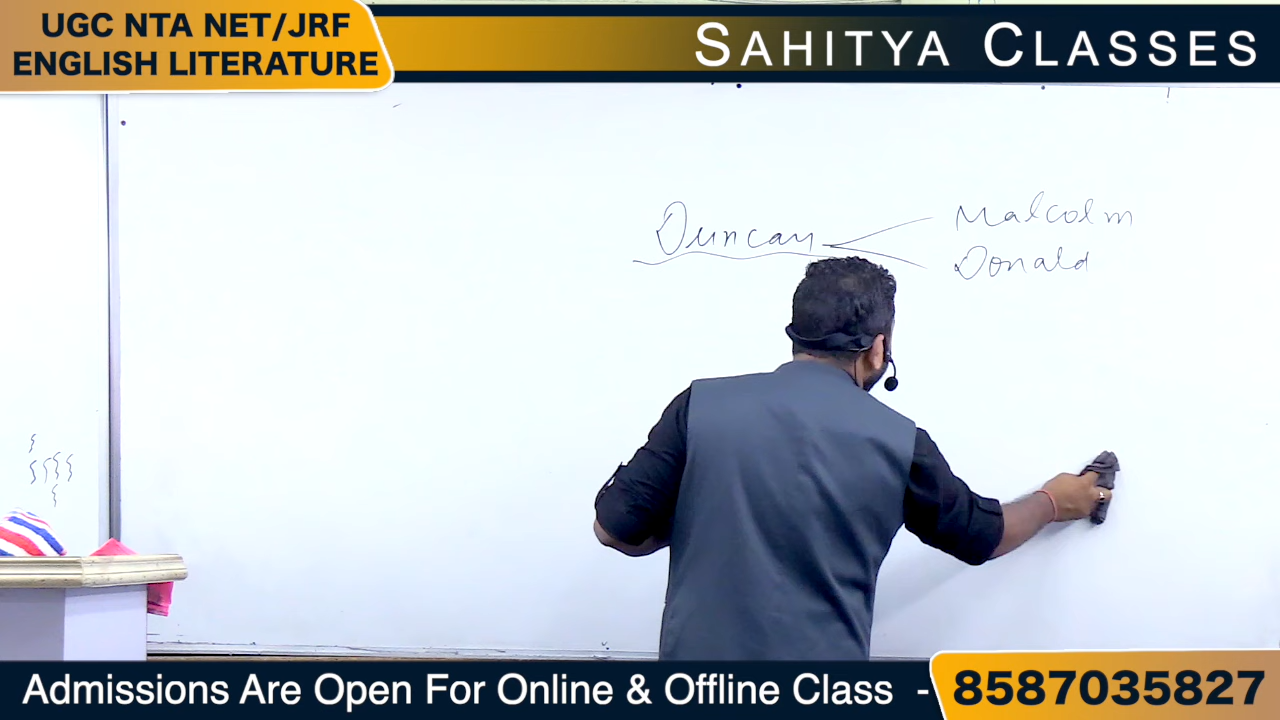 UGC NTA NET/JRF
ENGLISH LITERATURE
SAHITYA CLASSES
Duncan
Malcolm
Donald
Admissions Are Open For Online & Offline Class - 8587035827